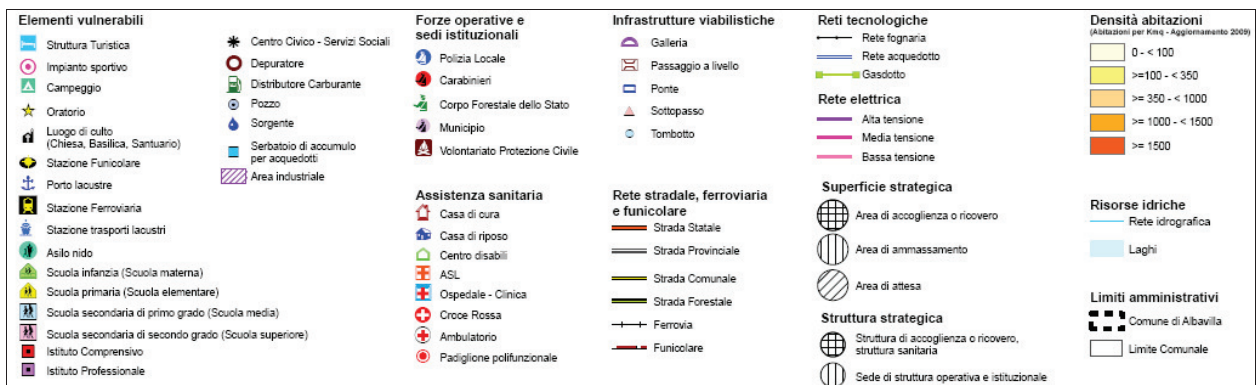 Elementi vulnerabili
Struttura Turistica
Impianto sportivo
Campeggio
Oratorio
Luogo di culto
(Chiesa, Basilica, Santuario)
Stazione Funicolare
Porto lacustre
Stazione Ferroviaria
Stazione trasporti lacustri
Asilo nido
Scuola infanzia (Scuola materna)
Scuola primaria (Scuola elementare)
Scuola secondaria di primo grado (Scuola media)
Scuola secondaria di secondo grado (Scuola superiore)
Istituto Comprensivo
Istituto Professionale
Centro Civico - Servizi Sociali
Depuratore
Distributore Carburante
Pozzo
Sorgente
Serbatoio di accumulo
per acquedotti
Area industriale
Forze operative e
sedi istituzionali
Polizia Locale
Carabinieri
Corpo Forestale dello Stato
Municipio
Volontariato Protezione Civile
Assistenza sanitaria
Casa di cura
Casa di riposo
Centro disabili
ASL
Ospedale - Clinica
Croce Rossa
Ambulatorio
Padiglione polifunzionale
Infrastrutture viabilistiche
Galleria
Passaggio a livello
Ponte
Sottopasso
Tombotto
Rete stradale, ferroviaria
e funicolare
Strada Statale
Strada Provinciale
Strada Comunale
Strada Forestale
Ferrovia
Funicolare
Reti tecnologiche
Rete fognaria
Rete acquedotto
Gasdotto
Rete elettrica
Alta tensione
Media tensione
Bassa tensione
Superficie strategica
Area di accoglienza o ricovero
Area di ammassamento
Area di attesa
Struttura strategica
Struttura di accoglienza o ricovero,
struttura sanitaria
Sede di struttura operativa e istituzionale
Densità abitazioni
(Abitazioni per Kmq - Aggiornamento 2009)
0 - < 100
>=100 - < 350
>= 350 - < 1000
>= 1000 - < 1500
>= 1500
Risorse idriche
Rete idrografica
Laghi
Limiti amministrativi
Comune di Albavilla
Limite Comunale